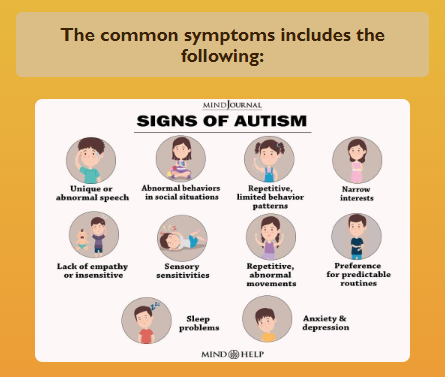 The common symptoms includes the
following:
MINDJOURNAL
SIGNS OF AUTISM
Unique or
abnormal speech
Abnormal behaviors
in social situations
Repetitive,
limited behavior
patterns
Narrow
interests
Lack of empathy
or insensitive
Sensory
sensitivities
Repetitive,
abnormal
movements
Preference
for predictable
routines
Sleep
problems
Anxiety &
depression
MIND HELP